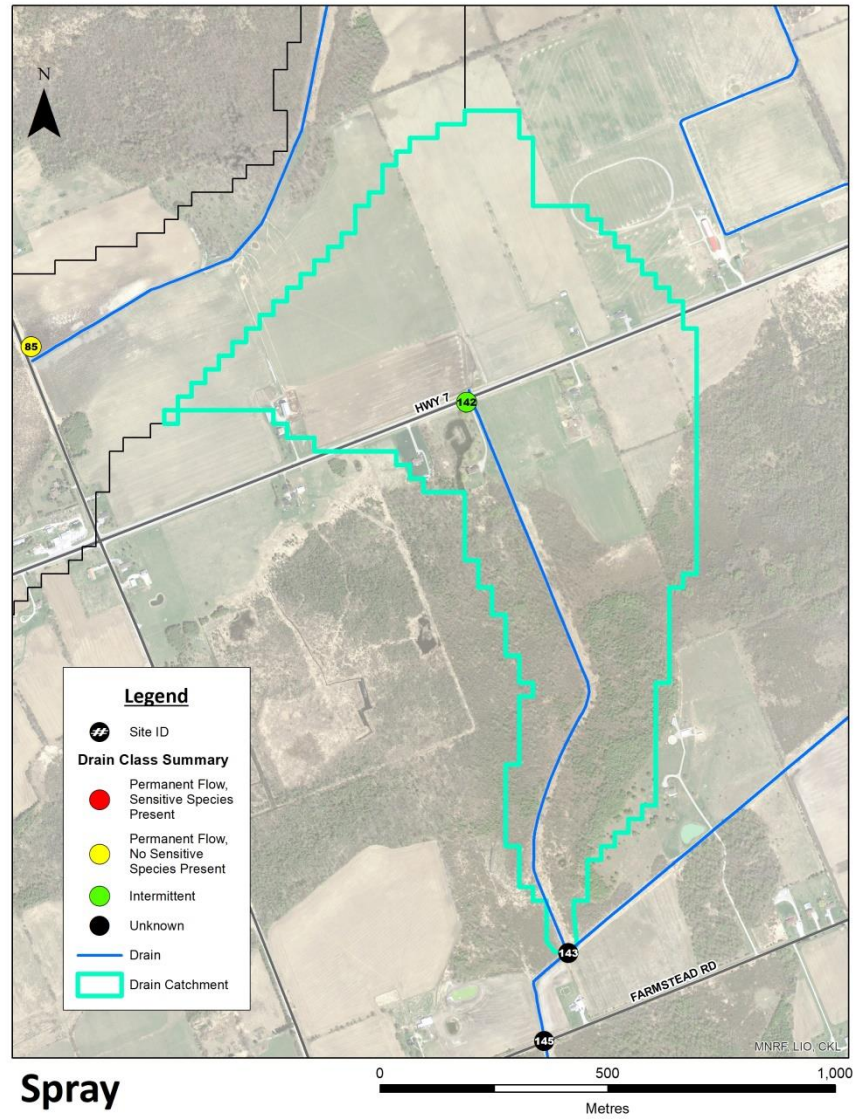 N
85
HWY 7
142
Legend
## Site ID
Drain Class Summary
Permanent Flow,
Sensitive Species
Present
Permanent Flow,
No Sensitive
Species Present
Intermittent
Unknown
Drain
Drain Catchment
143
FARMSTEAD RD
145
MNRF, LIO, CKL
Spray
0 500 1,000
Metres